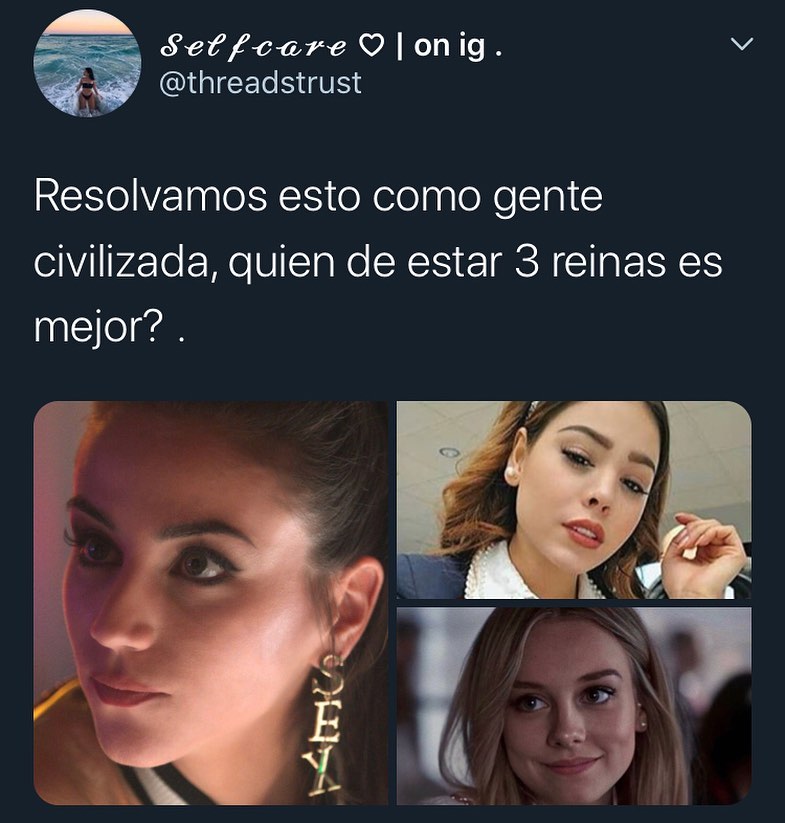 𝓢𝓮𝓵𝓯𝓬𝓪𝓻𝓮 ♡ | on ig .
@threadstrust
Resolvamos esto como gente
civilizada, quien de estar 3 reinas es
mejor? .
SEX